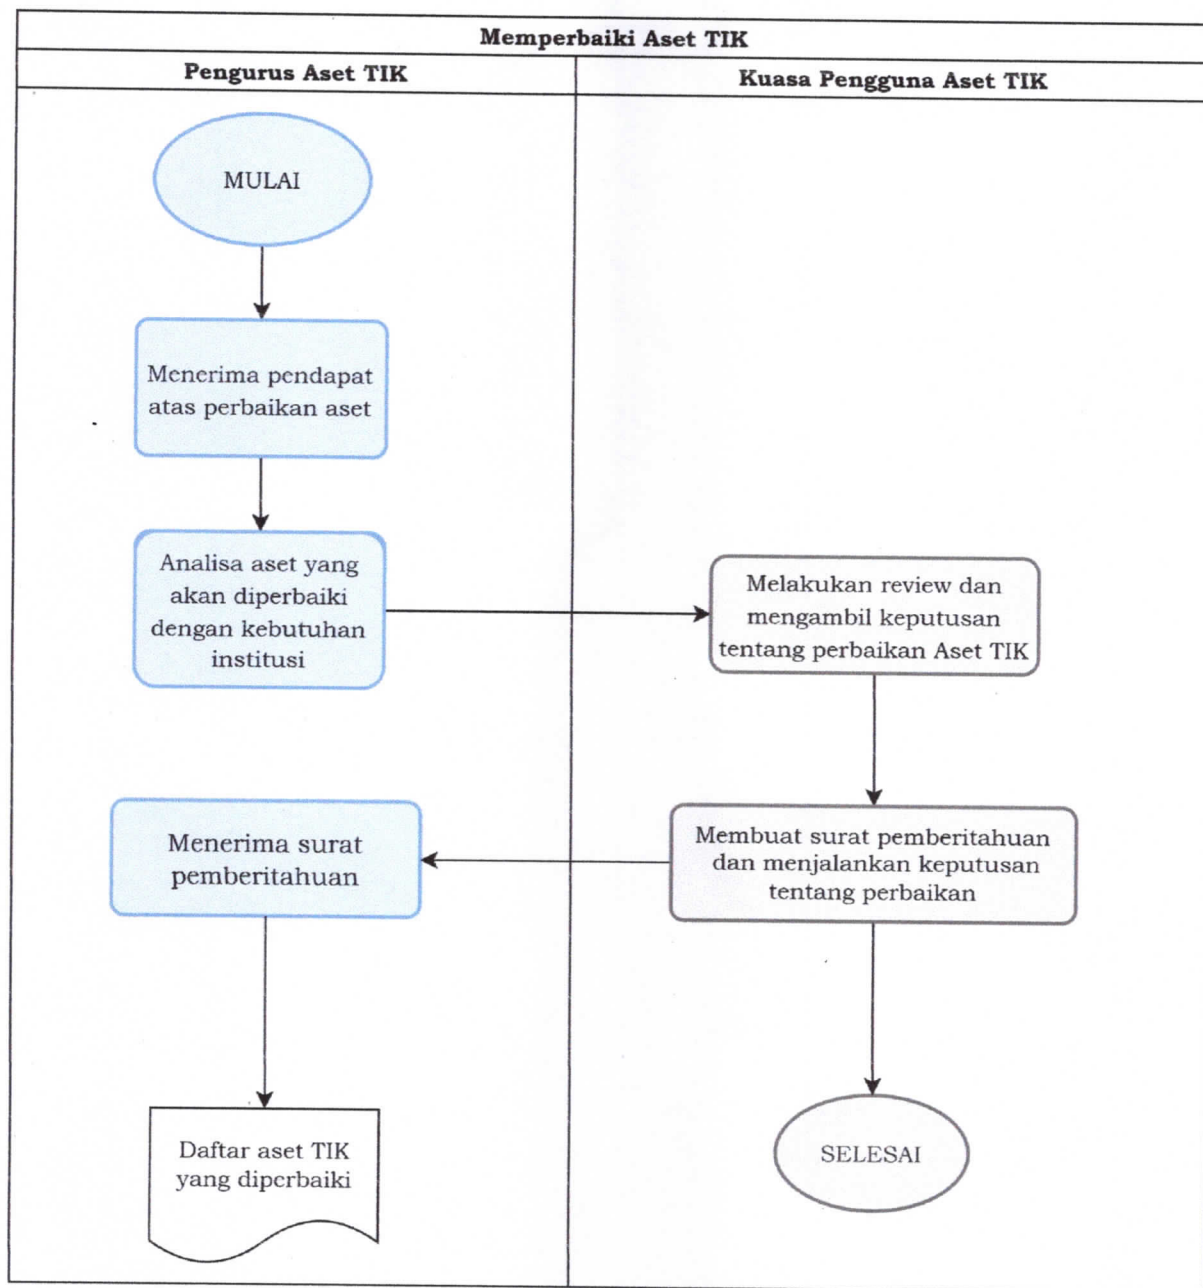 Memperbaiki Aset TIK
Pengurus Aset TIK
Kuasa Pengguna Aset TIK
MULAI
Menerima pendapat
atas perbaikan aset
Analisa aset yang
akan diperbaiki
dengan kebutuhan
institusi
Melakukan review dan
mengambil keputusan
tentang perbaikan Aset TIK
Membuat surat pemberitahuan
dan menjalankan keputusan
tentang perbaikan
Menerima surat
pemberitahuan
Daftar aset TIK
yang diperbaiki
SELESAI